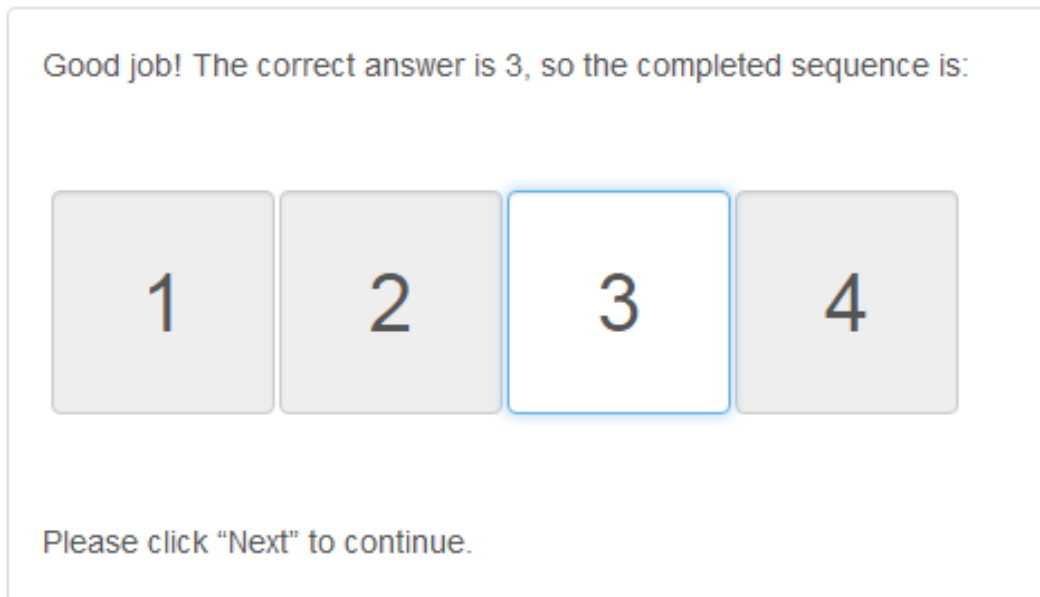 Good job! The correct answer is 3, so the completed sequence is:
1 2 3 4
Please click “Next” to continue.